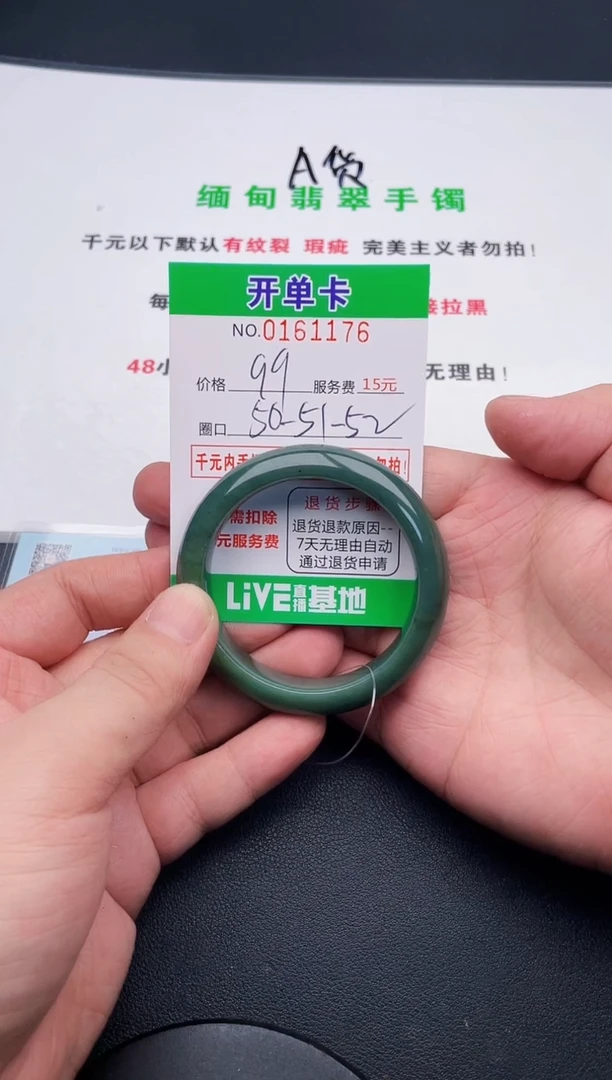 A货
缅甸翡翠手镯
千元以下默认有纹裂 瑕疵 完美主义者勿拍!
每
接拉黑
48小
无理由!
开单卡
NO.0161176
价格 99 服务费 15元
圈口 50-51-52
千元内手
勿拍!
需扣除
元服务费
退货步骤
退货退款原因--
7天无理由自动
通过退货申请
LiVE直播基地